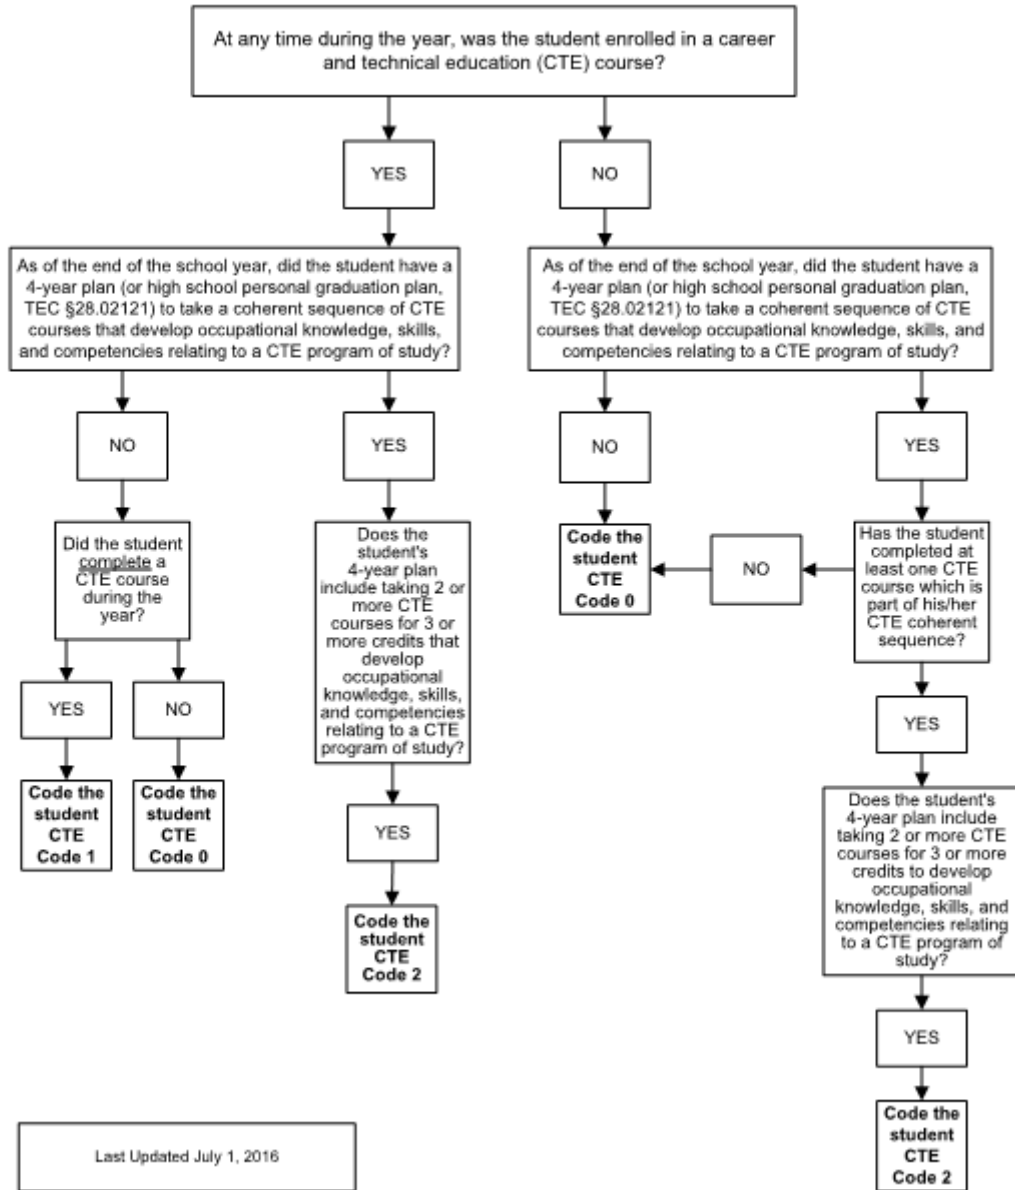 At any time during the year, was the student enrolled in a career
and technical education (CTE) course?
YES
NO
As of the end of the school year, did the student have a
4-year plan (or high school personal graduation plan,
TEC §28.02121) to take a coherent sequence of CTE
courses that develop occupational knowledge, skills,
and competencies relating to a CTE program of study?
As of the end of the school year, did the student have a
4-year plan (or high school personal graduation plan,
TEC §28.02121) to take a coherent sequence of CTE
courses that develop occupational knowledge, skills, and
competencies relating to a CTE program of study?
NO
YES
NO
YES
Did the student
complete a
CTE course
during the
year?
Does the
student's
4-year plan
include taking 2 or
more CTE
courses for 3 or
more credits that
develop
occupational
knowledge, skills,
and competencies
relating to a CTE
program of study?
Code the
student
CTE
Code 0
NO
Has the student
completed at
least one CTE
course which is
part of his/her
CTE coherent
sequence?
YES
NO
YES
Code the
student
CTE
Code 1
Code the
student
CTE
Code 0
YES
Does the student's
4-year plan include
taking 2 or more CTE
courses for 3 or more
credits to develop
occupational
knowledge, skills, and
competencies relating
to a CTE program of
study?
Code the
student
CTE
Code 2
YES
Code the
student
CTE
Code 2
Last Updated July 1, 2016